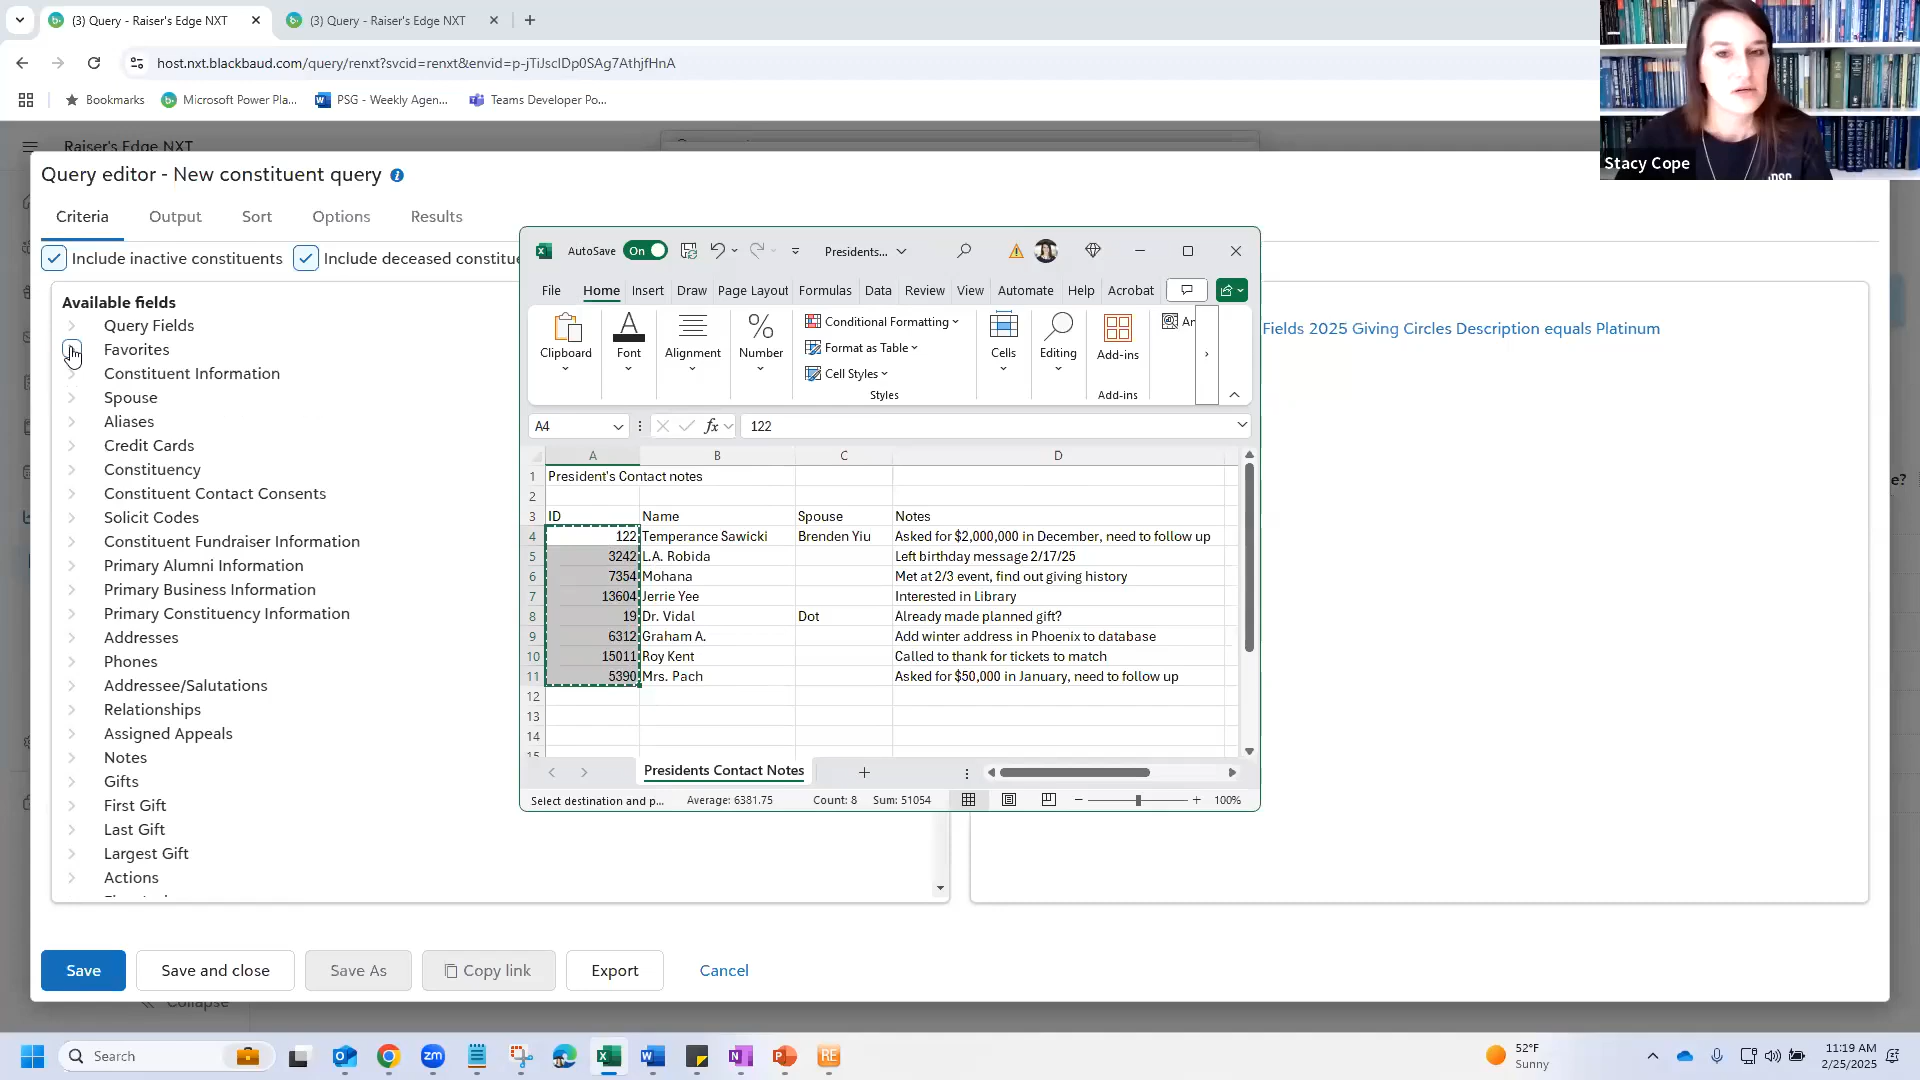 (3) Query - Raiser's Edge NXT
(3) Query - Raiser's Edge NXT
host.nxt.blackbaud.com/query/renxt?svcid=renxt&envid=p-jTiJsclDp0SAg7AthjfHnA
Bookmarks
Microsoft Power Pla...
PSG - Weekly Agen...
Teams Developer Po...
Raiser's Edge NXT
Stacy Cope
Query editor - New constituent query
Criteria
Output
Sort
Options
Results
Include inactive constituents
Include deceased constitue
Available fields
Query Fields
Favorites
Constituent Information
Spouse
Aliases
Credit Cards
Constituency
Constituent Contact Consents
Solicit Codes
Constituent Fundraiser Information
Primary Alumni Information
Primary Business Information
Primary Constituency Information
Addresses
Phones
Addressee/Salutations
Relationships
Assigned Appeals
Notes
Gifts
First Gift
Last Gift
Largest Gift
Actions
AutoSave On
Presidents...
File Home Insert Draw Page Layout Formulas Data Review View Automate Help Acrobat
Clipboard
Font
Alignment
Number
Conditional Formatting
Format as Table
Cell Styles
Styles
Cells
Editing
Add-ins
Add-ins
An
A4
fx
122
A B C D
1 President's Contact notes
2
3 ID Name Spouse Notes
4 122 Temperance Sawicki Brenden Yiu Asked for $2,000,000 in December, need to follow up
5 3242 L.A. Robida Left birthday message 2/17/25
6 7354 Mohana Met at 2/3 event, find out giving history
7 13604 Jerrie Yee Interested in Library
8 19 Dr. Vidal Dot Already made planned gift?
9 6312 Graham A. Add winter address in Phoenix to database
10 15011 Roy Kent Called to thank for tickets to match
11 5390 Mrs. Pach Asked for $50,000 in January, need to follow up
12
13
14
15
Presidents Contact Notes
Select destination and p... Average: 6381.75 Count: 8 Sum: 51054 100%
Fields 2025 Giving Circles Description equals Platinum
e?
Save
Save and close
Save As
Copy link
Export
Cancel
Collapse
Search
zm
RE
52°F
Sunny
11:19 AM
2/25/2025